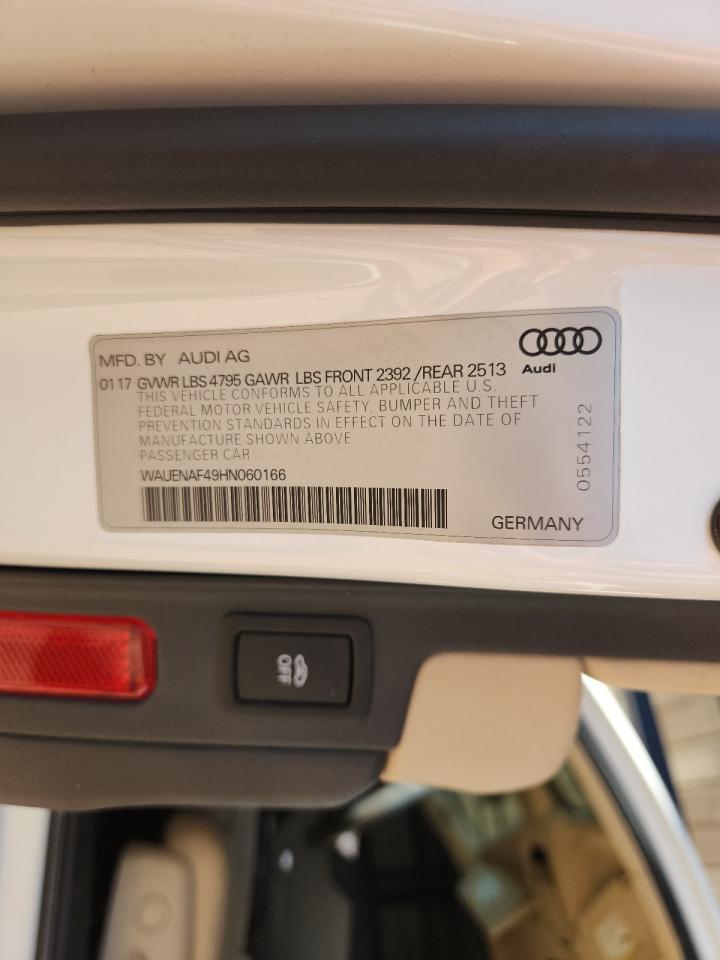 MFD. BY AUDI AG
Audi
01 17 GVWR LBS 4795 GAWR LBS FRONT 2392 /REAR 2513
THIS VEHICLE CONFORMS TO ALL APPLICABLE U.S.
FEDERAL MOTOR VEHICLE SAFETY, BUMPER AND THEFT
PREVENTION STANDARDS IN EFFECT ON THE DATE OF
MANUFACTURE SHOWN ABOVE
PASSENGER CAR
WAUENAF49HN060166
0554122
GERMANY
OFF